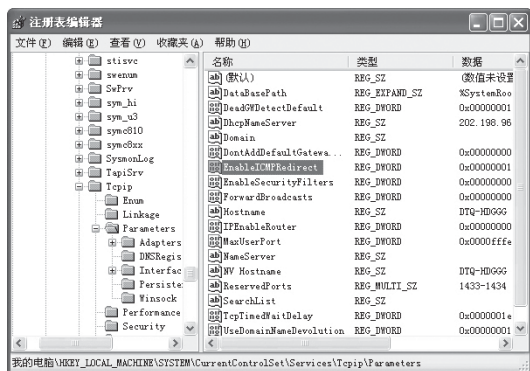 注册表编辑器
文件(F) 编辑(E) 查看(V) 收藏夹(A) 帮助(H)
stisvc
swenum
SwPrv
sym_hi
sym_u3
symc810
symc8xx
SysmonLog
TapiSrv
Tcpip
Enum
Linkage
Parameters
Adapters
DNSRegis
Interfac
Persiste
Winsock
Performance
Security
名称 类型 数据
(默认) REG_SZ (数值未设置
DataBasePath REG_EXPAND_SZ %SystemRoo
DeadGWDetectDefault REG_DWORD 0x00000001
DhcpNameServer REG_SZ 202.198.96
Domain REG_SZ
DontAddDefaultGatewa... REG_DWORD 0x00000000
EnableICMPRedirect REG_DWORD 0x00000001
EnableSecurityFilters REG_DWORD 0x00000000
ForwardBroadcasts REG_DWORD 0x00000000
Hostname REG_SZ DTQ-HDGGG
IPEnableRouter REG_DWORD 0x00000000
MaxUserPort REG_DWORD 0x0000fffe
NameServer REG_SZ
NV Hostname REG_SZ DTQ-HDGGG
ReservedPorts REG_MULTI_SZ 1433-1434
SearchList REG_SZ
TcpTimedWaitDelay REG_DWORD 0x0000001e
UseDomainNameDevolution REG_DWORD 0x00000001
我的电脑\HKEY_LOCAL_MACHINE\SYSTEM\CurrentControlSet\Services\Tcpip\Parameters